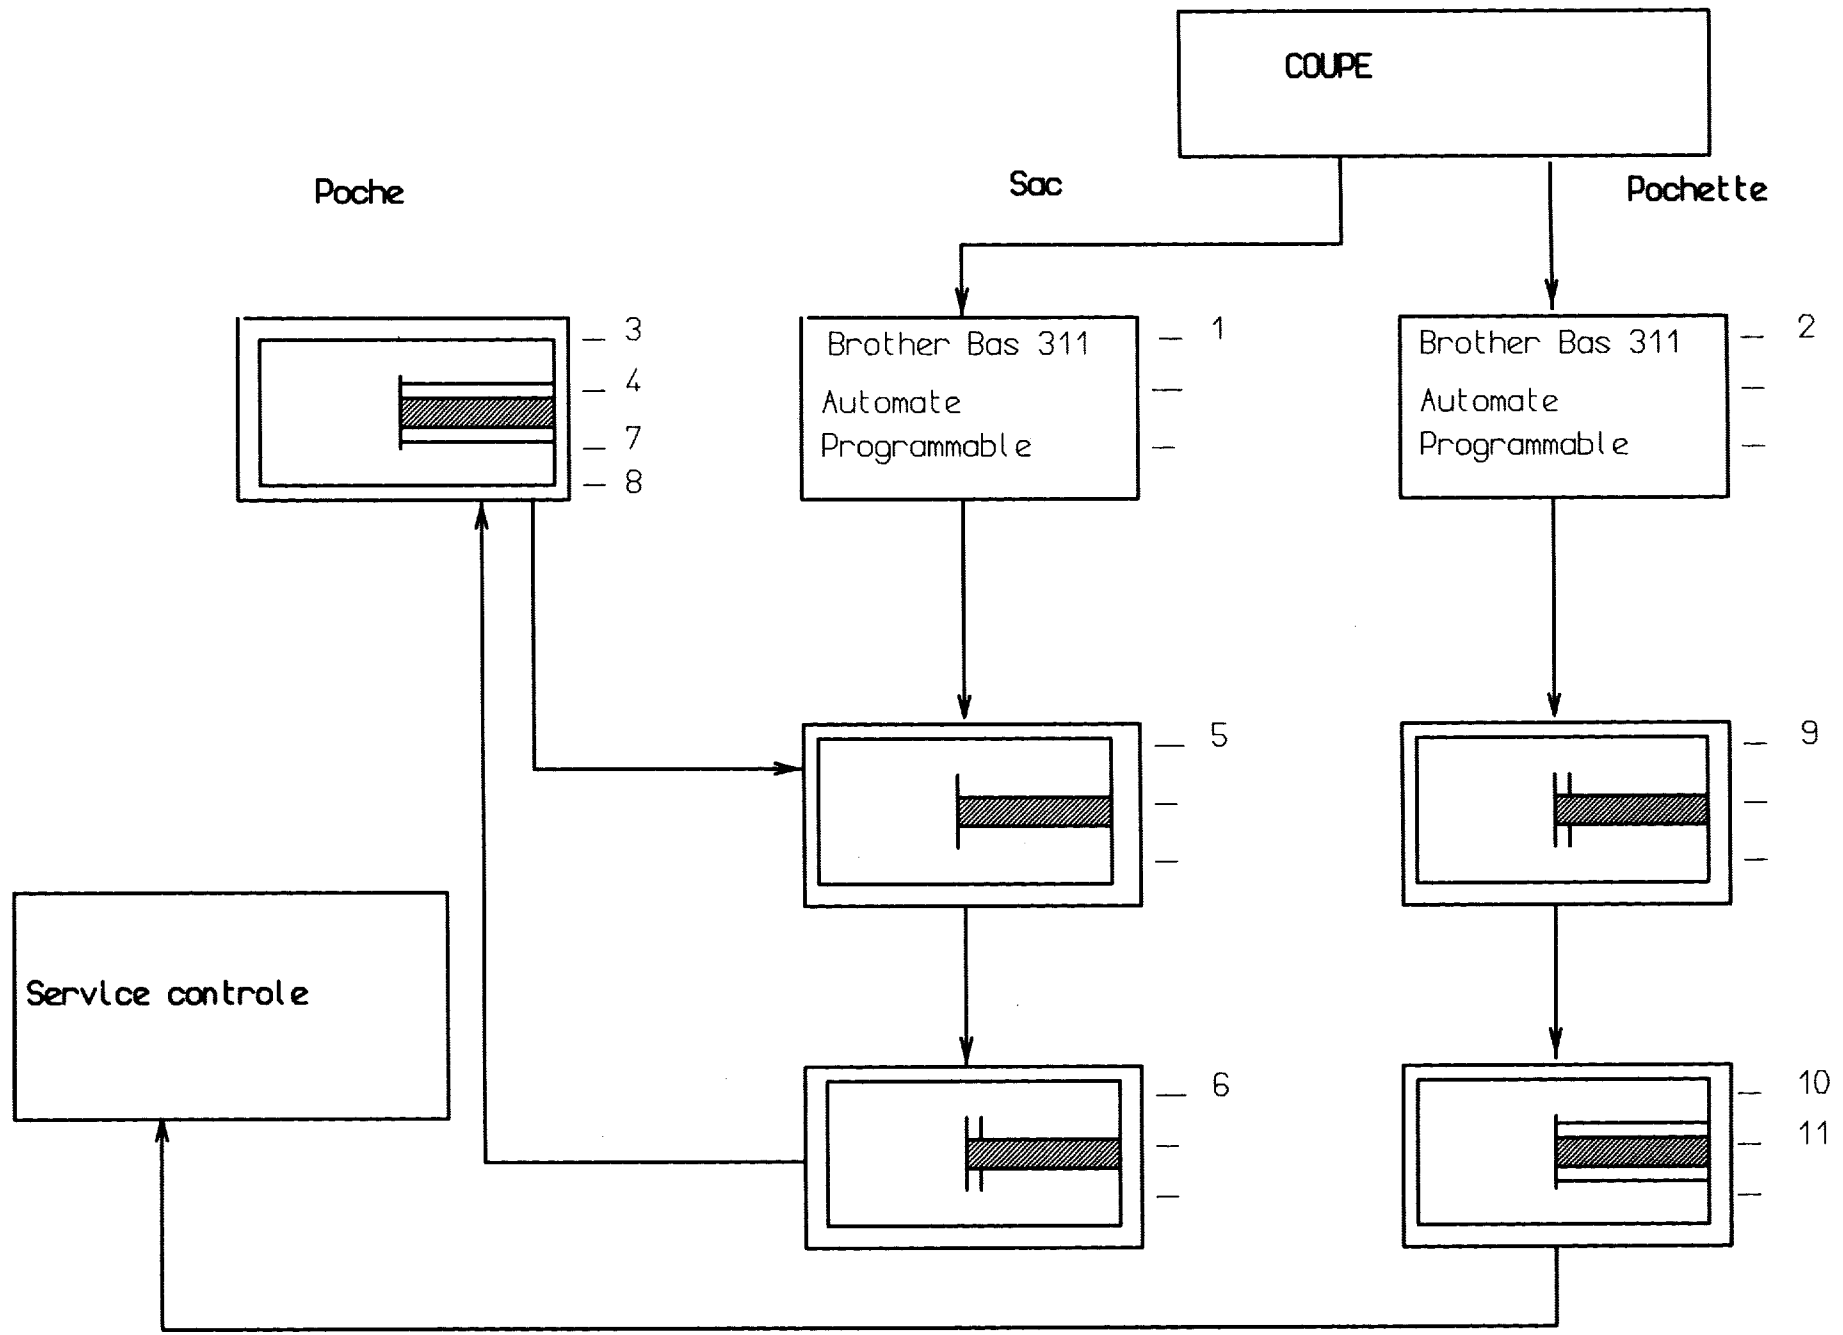 COUPE
Poche
Sac
Pochette
Brother Bas 311
Automate
Programmable
— 1
—
—
Brother Bas 311
Automate
Programmable
— 2
—
—
— 3
— 4
— 7
— 8
— 5
—
—
— 9
—
—
Service controle
— 6
—
—
— 10
— 11
—